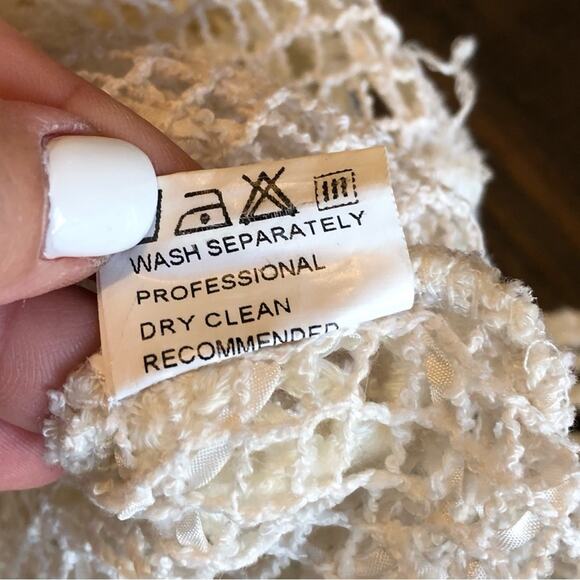 WASH SEPARATELY
PROFESSIONAL
DRY CLEAN
RECOMMENDED